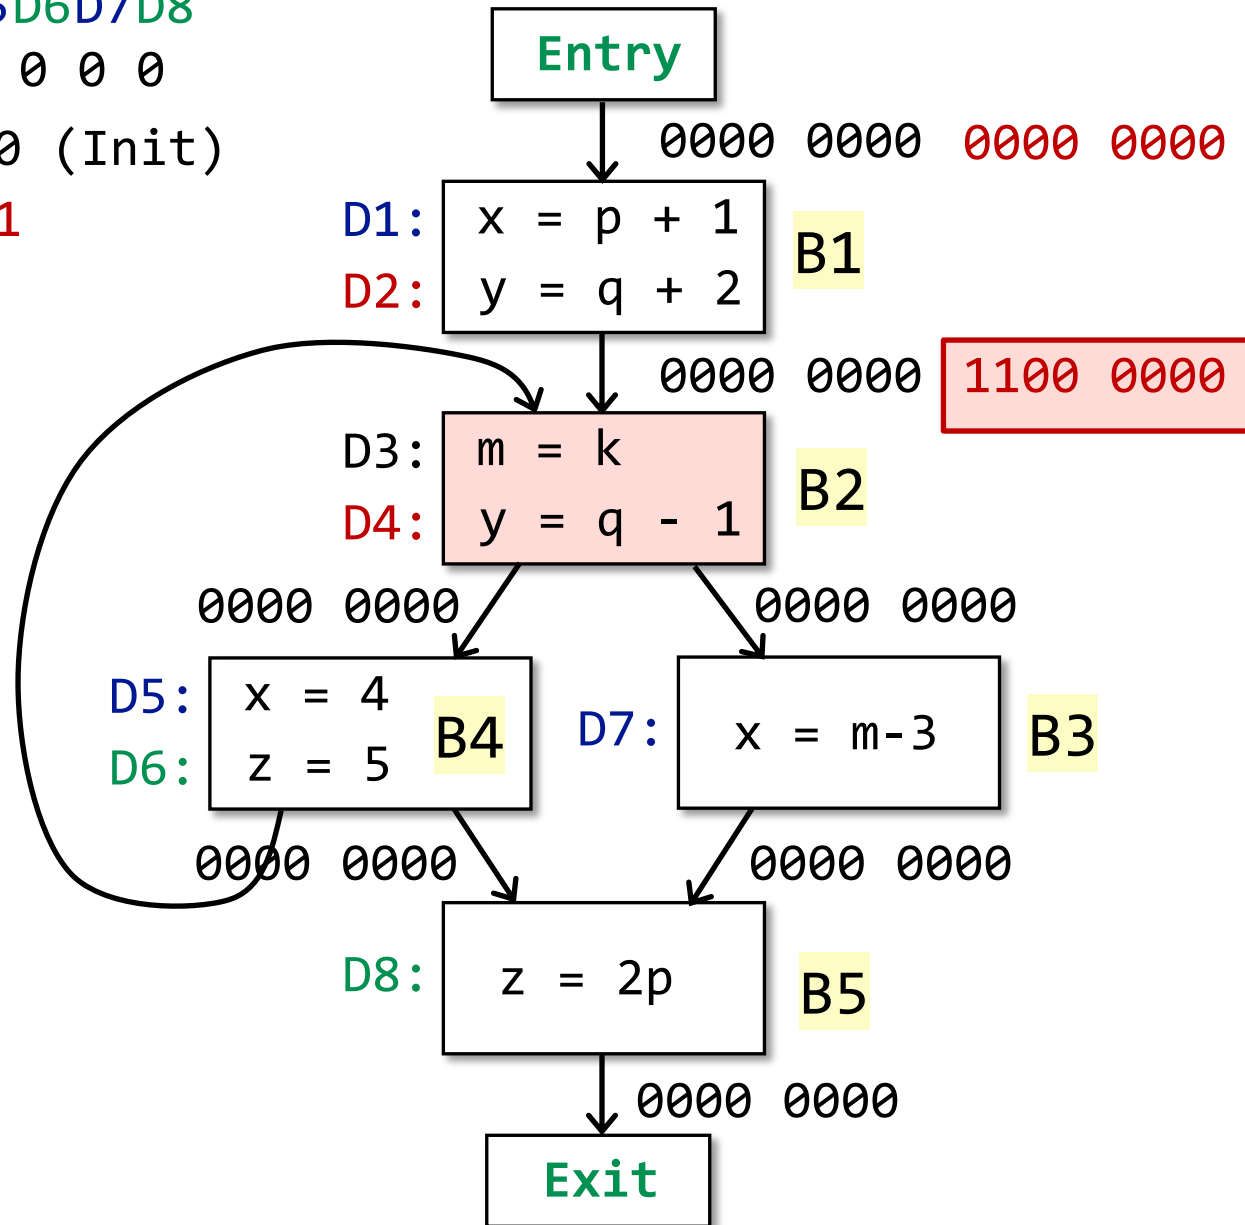 D6D7D8
0 0 0
0 (Init)
1
Entry
0000 0000 0000 0000
D1: x = p + 1
D2: y = q + 2
B1
0000 0000 1100 0000
D3: m = k
D4: y = q - 1
B2
0000 0000
0000 0000
D5: x = 4
D6: z = 5
B4
D7: x = m-3
B3
0000 0000
0000 0000
D8: z = 2p
B5
0000 0000
Exit